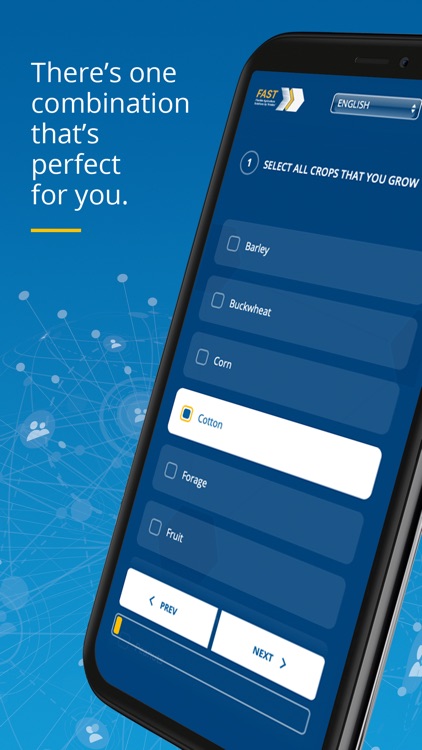 There's one
combination
that's
perfect
for you.
FAST
ENGLISH
1 SELECT ALL CROPS THAT YOU GROW
Barley
Buckwheat
Corn
Cotton
Forage
Fruit
PREV
NEXT